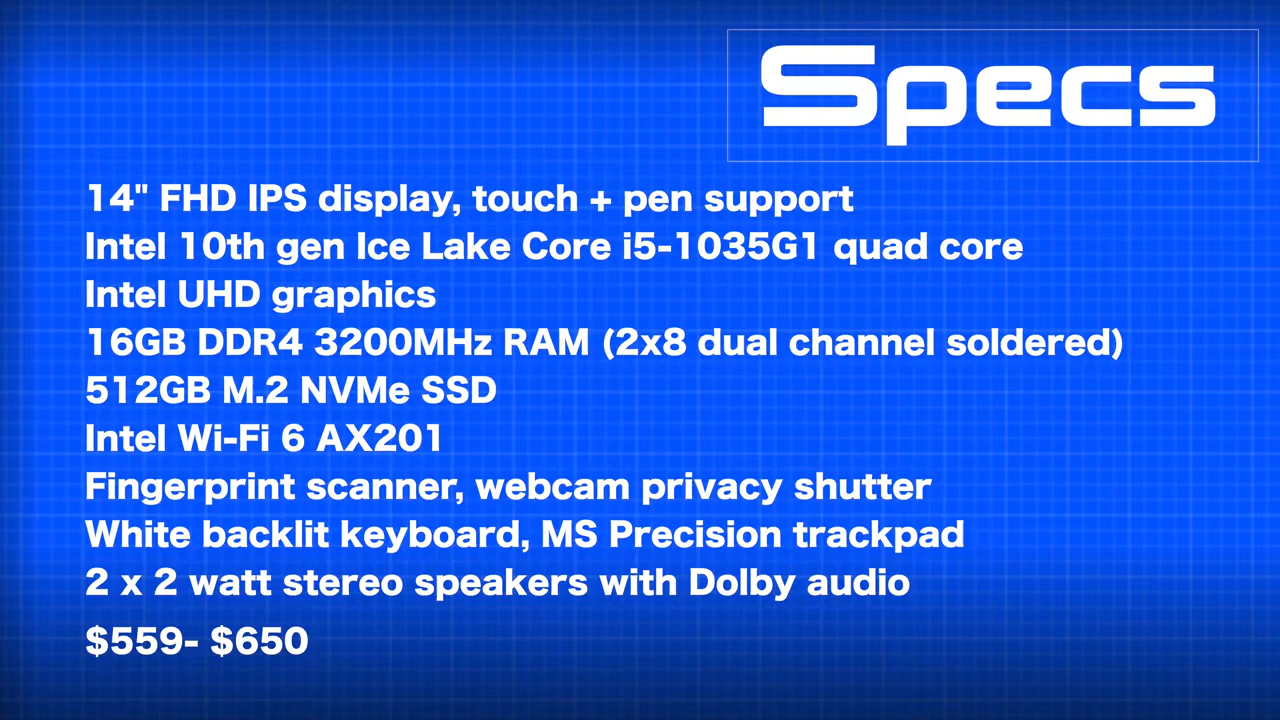 Specs
14" FHD IPS display, touch + pen support
Intel 10th gen Ice Lake Core i5-1035G1 quad core
Intel UHD graphics
16GB DDR4 3200MHz RAM (2x8 dual channel soldered)
512GB M.2 NVMe SSD
Intel Wi-Fi 6 AX201
Fingerprint scanner, webcam privacy shutter
White backlit keyboard, MS Precision trackpad
2 x 2 watt stereo speakers with Dolby audio
$559- $650